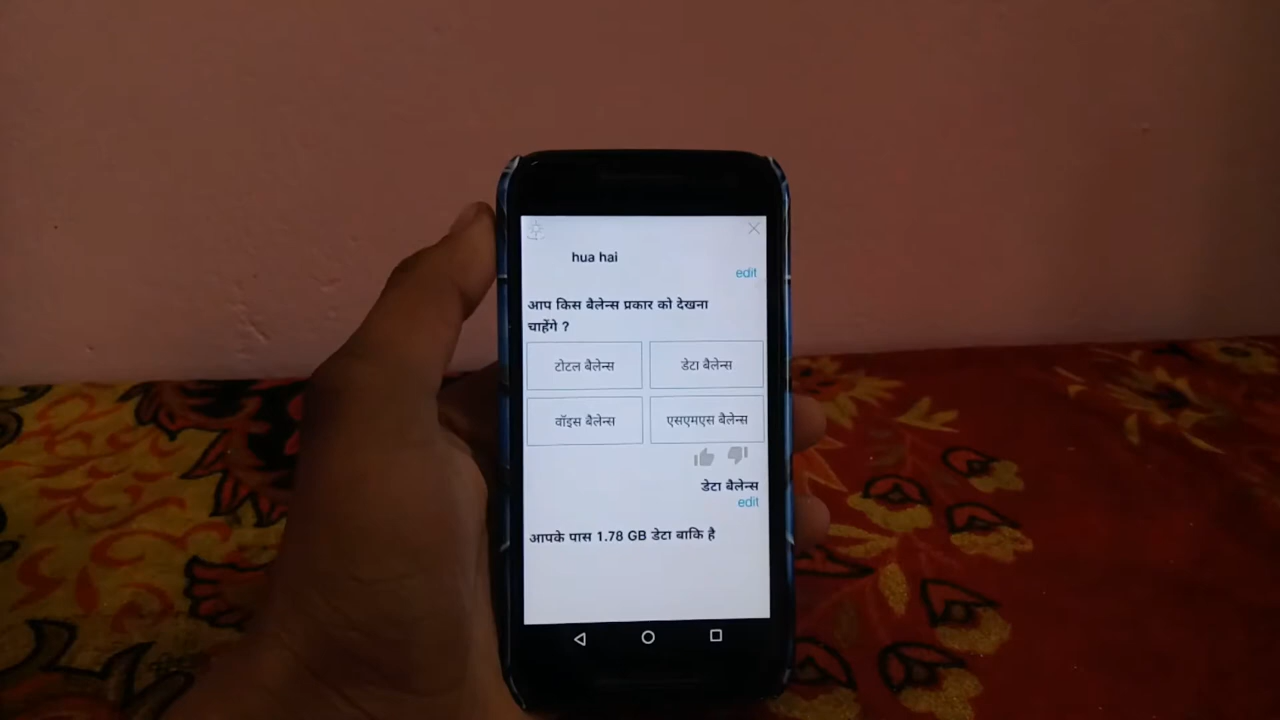 hua hai
edit
आप किस बैलेन्स प्रकार को देखना
चाहेंगे ?
टोटल बैलेन्स
डेटा बैलेन्स
वॉइस बैलेन्स
एसएमएस बैलेन्स
डेटा बैलेन्स
edit
आपके पास 1.78 GB डेटा बाकि है